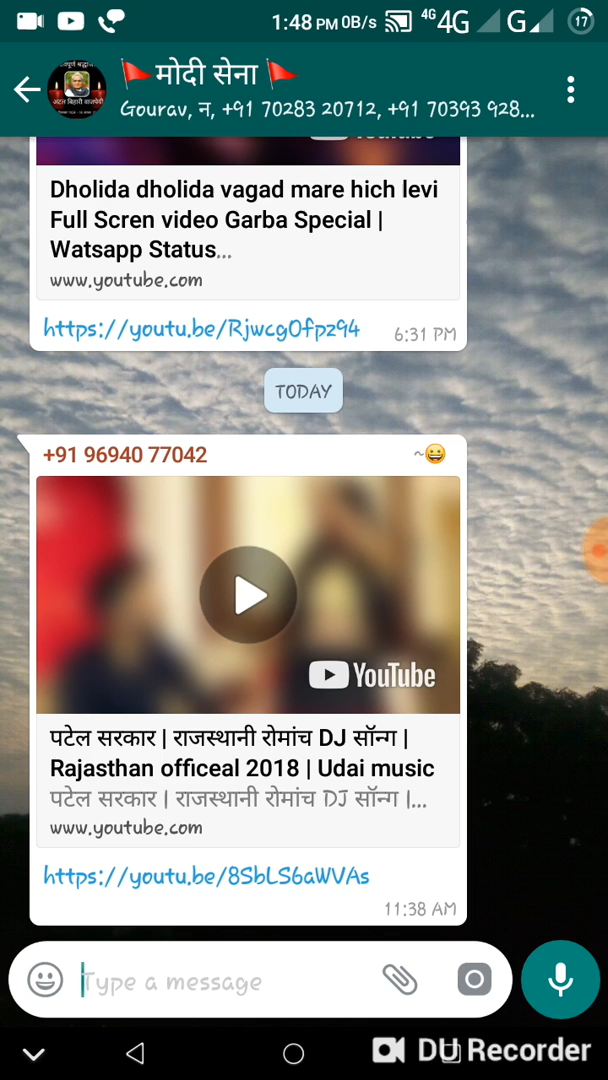 1:48 PM 0B/s 4G 4G G 17
🚩मोदी सेना 🚩
Gourav, न, +91 70283 20712, +91 70393 928...
Dholida dholida vagad mare hich levi
Full Scren video Garba Special |
Watsapp Status...
www.youtube.com
https://youtu.be/RjwcgOfpz94
6:31 PM
TODAY
+91 96940 77042
~😀
YouTube
पटेल सरकार | राजस्थानी रोमांच DJ सॉन्ग |
Rajasthan officeal 2018 | Udai music
पटेल सरकार | राजस्थानी रोमांच DJ सॉन्ग |...
www.youtube.com
https://youtu.be/8SbLS6aWVAs
11:38 AM
Type a message
DU Recorder